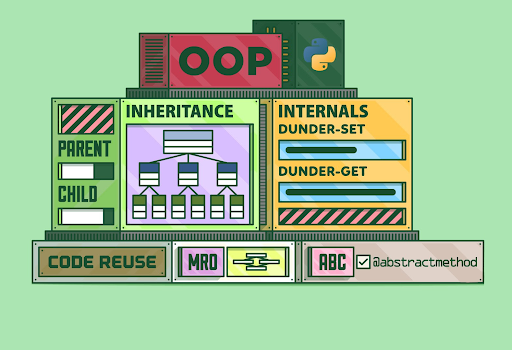 OOP
INHERITANCE
PARENT
CHILD
INTERNALS
DUNDER-SET
DUNDER-GET
CODE REUSE
MRO
ABC
@abstractmethod